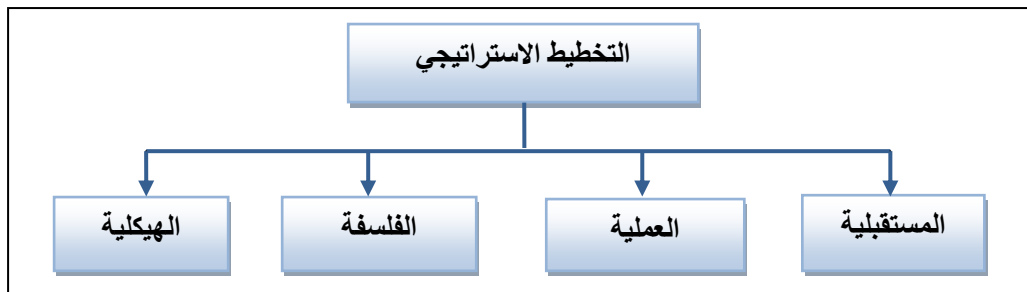 التخطيط الاستراتيجي
المستقبلية
العملية
الفلسفة
الهيكلية